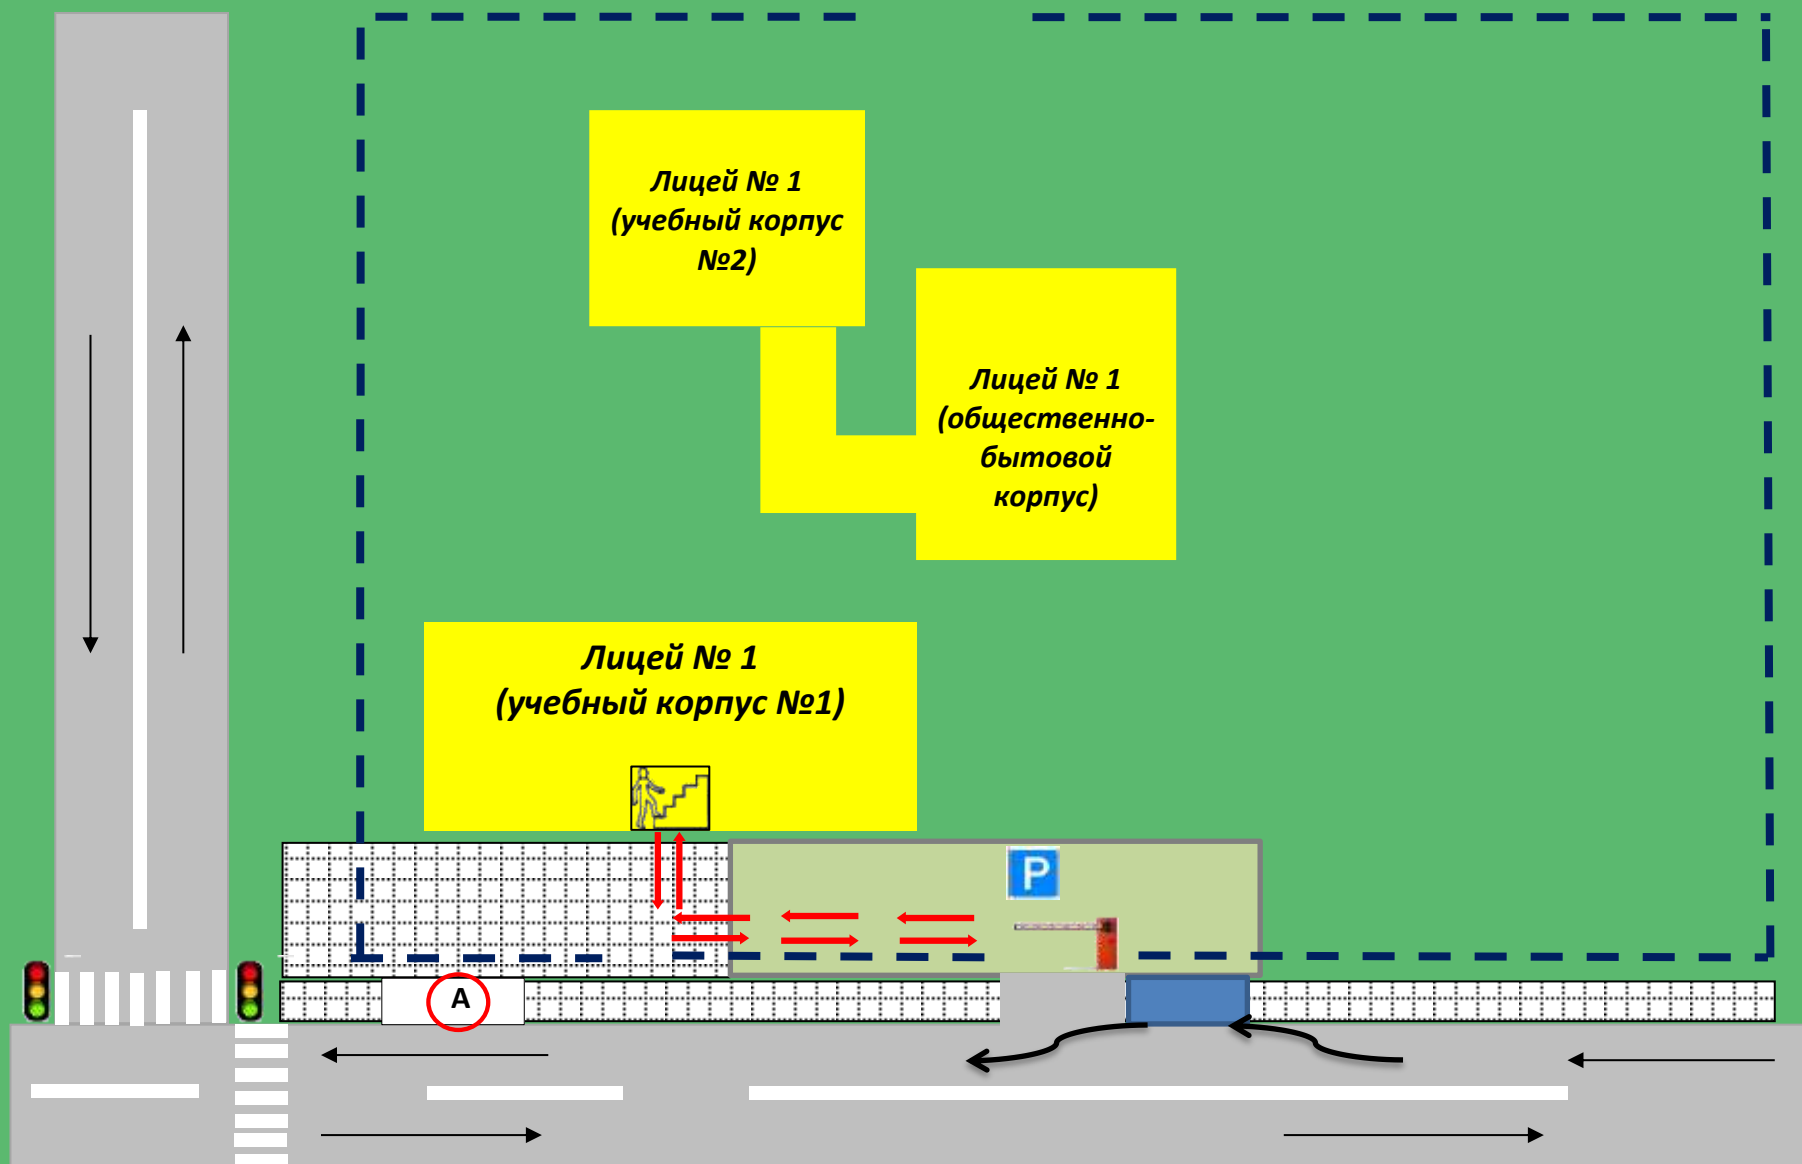 Лицей № 1
(учебный корпус
№2)
Лицей № 1
(общественно-
бытовой
корпус)
Лицей № 1
(учебный корпус №1)
P
А